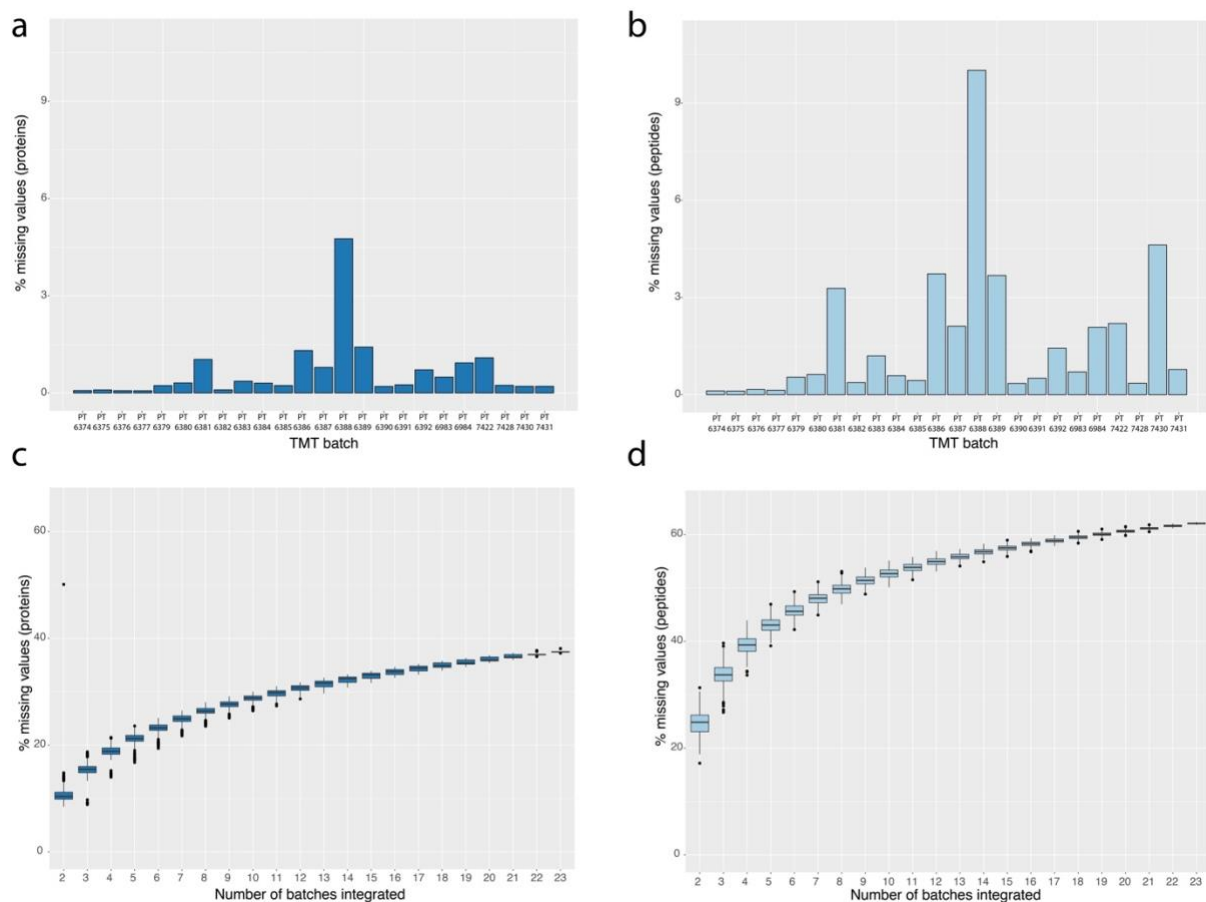 a
% missing values (proteins)
9
6
3
0
PT PT PT PT PT PT PT PT PT PT PT PT PT PT PT PT PT PT PT PT PT PT PT PT
6374 6375 6376 6377 6379 6380 6381 6382 6383 6384 6385 6386 6387 6388 6389 6390 6391 6392 6983 6984 7422 7428 7430 7431
TMT batch
b
% missing values (peptides)
9
6
3
0
PT PT PT PT PT PT PT PT PT PT PT PT PT PT PT PT PT PT PT PT PT PT PT PT
6374 6375 6376 6377 6379 6380 6381 6382 6383 6384 6385 6386 6387 6388 6389 6390 6391 6392 6983 6984 7422 7428 7430 7431
TMT batch
c
% missing values (proteins)
60
40
20
0
2 3 4 5 6 7 8 9 10 11 12 13 14 15 16 17 18 19 20 21 22 23
Number of batches integrated
d
% missing values (peptides)
60
40
20
0
2 3 4 5 6 7 8 9 10 11 12 13 14 15 16 17 18 19 20 21 22 23
Number of batches integrated